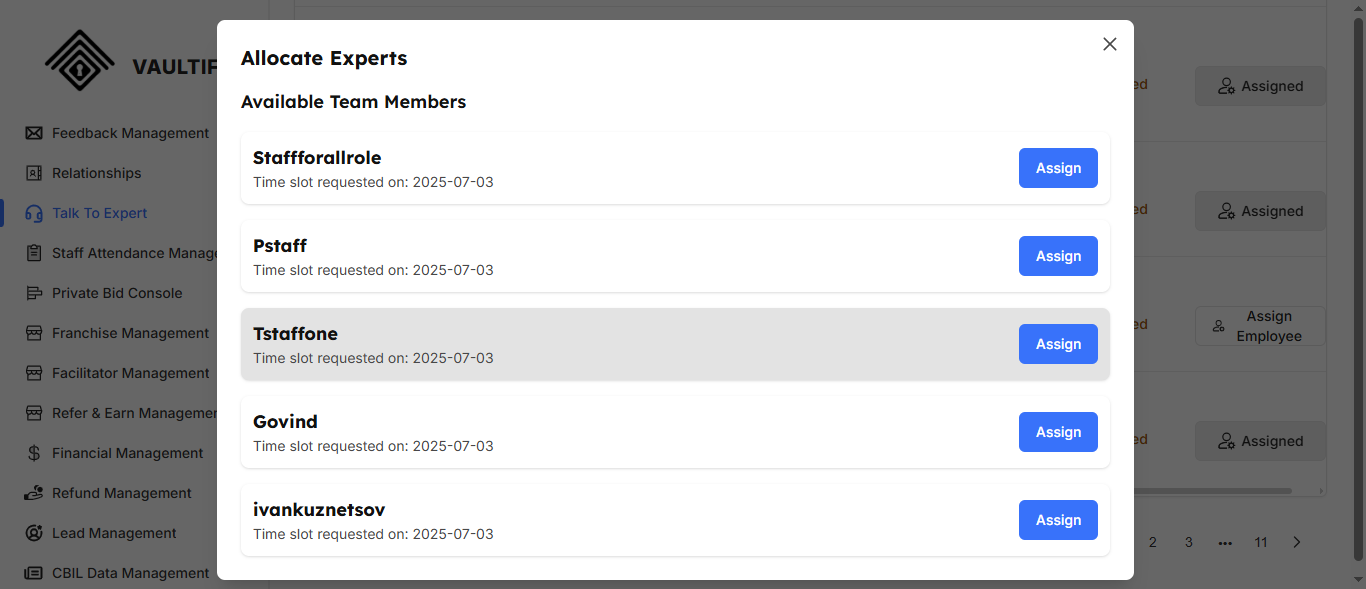 VAULTIF
Feedback Management
Relationships
Talk To Expert
Staff Attendance Manage
Private Bid Console
Franchise Management
Facilitator Management
Refer & Earn Managemen
Financial Management
Refund Management
Lead Management
CBIL Data Management
Allocate Experts
Available Team Members
Staffforallrole
Time slot requested on: 2025-07-03
Assign
Pstaff
Time slot requested on: 2025-07-03
Assign
Tstaffone
Time slot requested on: 2025-07-03
Assign
Govind
Time slot requested on: 2025-07-03
Assign
ivankuznetsov
Time slot requested on: 2025-07-03
Assign
ed
Assigned
ed
Assigned
ed
Assign
Employee
ed
Assigned
2 3 ••• 11